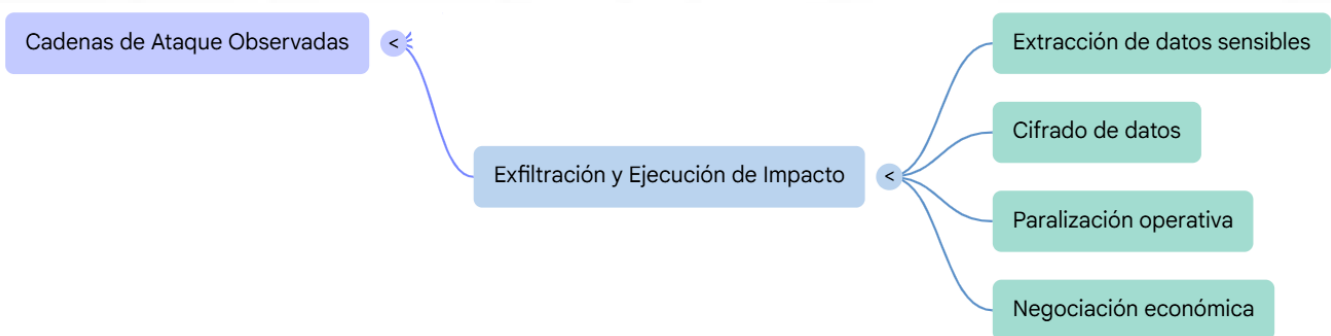 Cadenas de Ataque Observadas
<
Exfiltración y Ejecución de Impacto
<
Extracción de datos sensibles
Cifrado de datos
Paralización operativa
Negociación económica